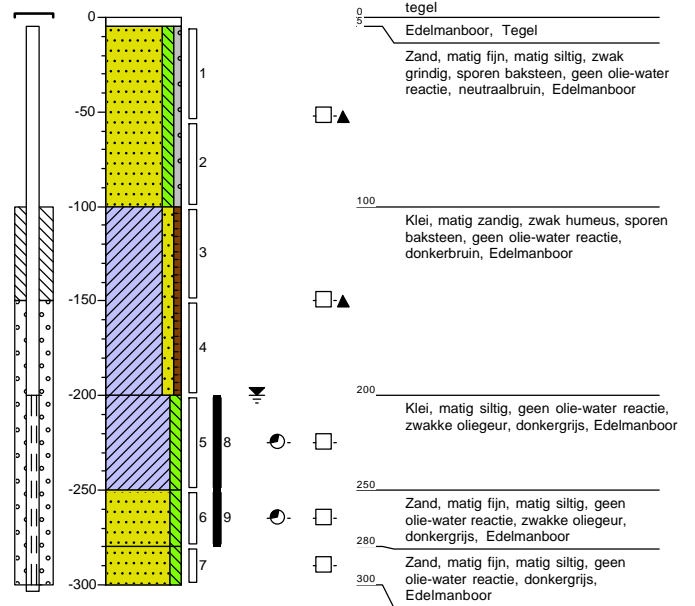 0
-50
-100
-150
-200
-250
-300
1
2
3
4
5
6
7
8
9
0
tegel
5
Edelmanboor, Tegel
Zand, matig fijn, matig siltig, zwak
grindig, sporen baksteen, geen olie-water
reactie, neutraalbruin, Edelmanboor
100
Klei, matig zandig, zwak humeus, sporen
baksteen, geen olie-water reactie,
donkerbruin, Edelmanboor
200
Klei, matig siltig, geen olie-water reactie,
zwakke oliegeur, donkergrijs, Edelmanboor
250
Zand, matig fijn, matig siltig, geen
olie-water reactie, zwakke oliegeur,
donkergrijs, Edelmanboor
280
Zand, matig fijn, matig siltig, geen
olie-water reactie, donkergrijs,
Edelmanboor
300